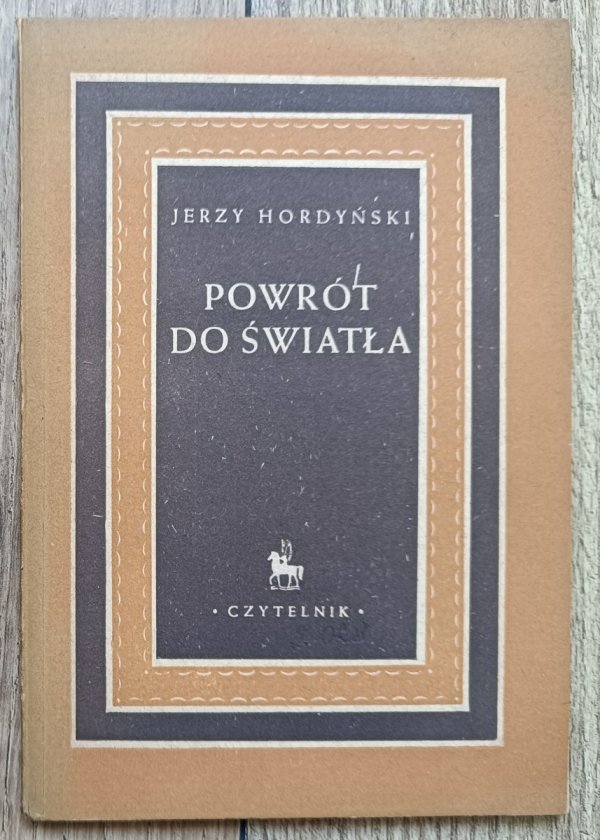 JERZY HORDYŃSKI
POWRÓT
DO ŚWIATŁA
• CZYTELNIK •